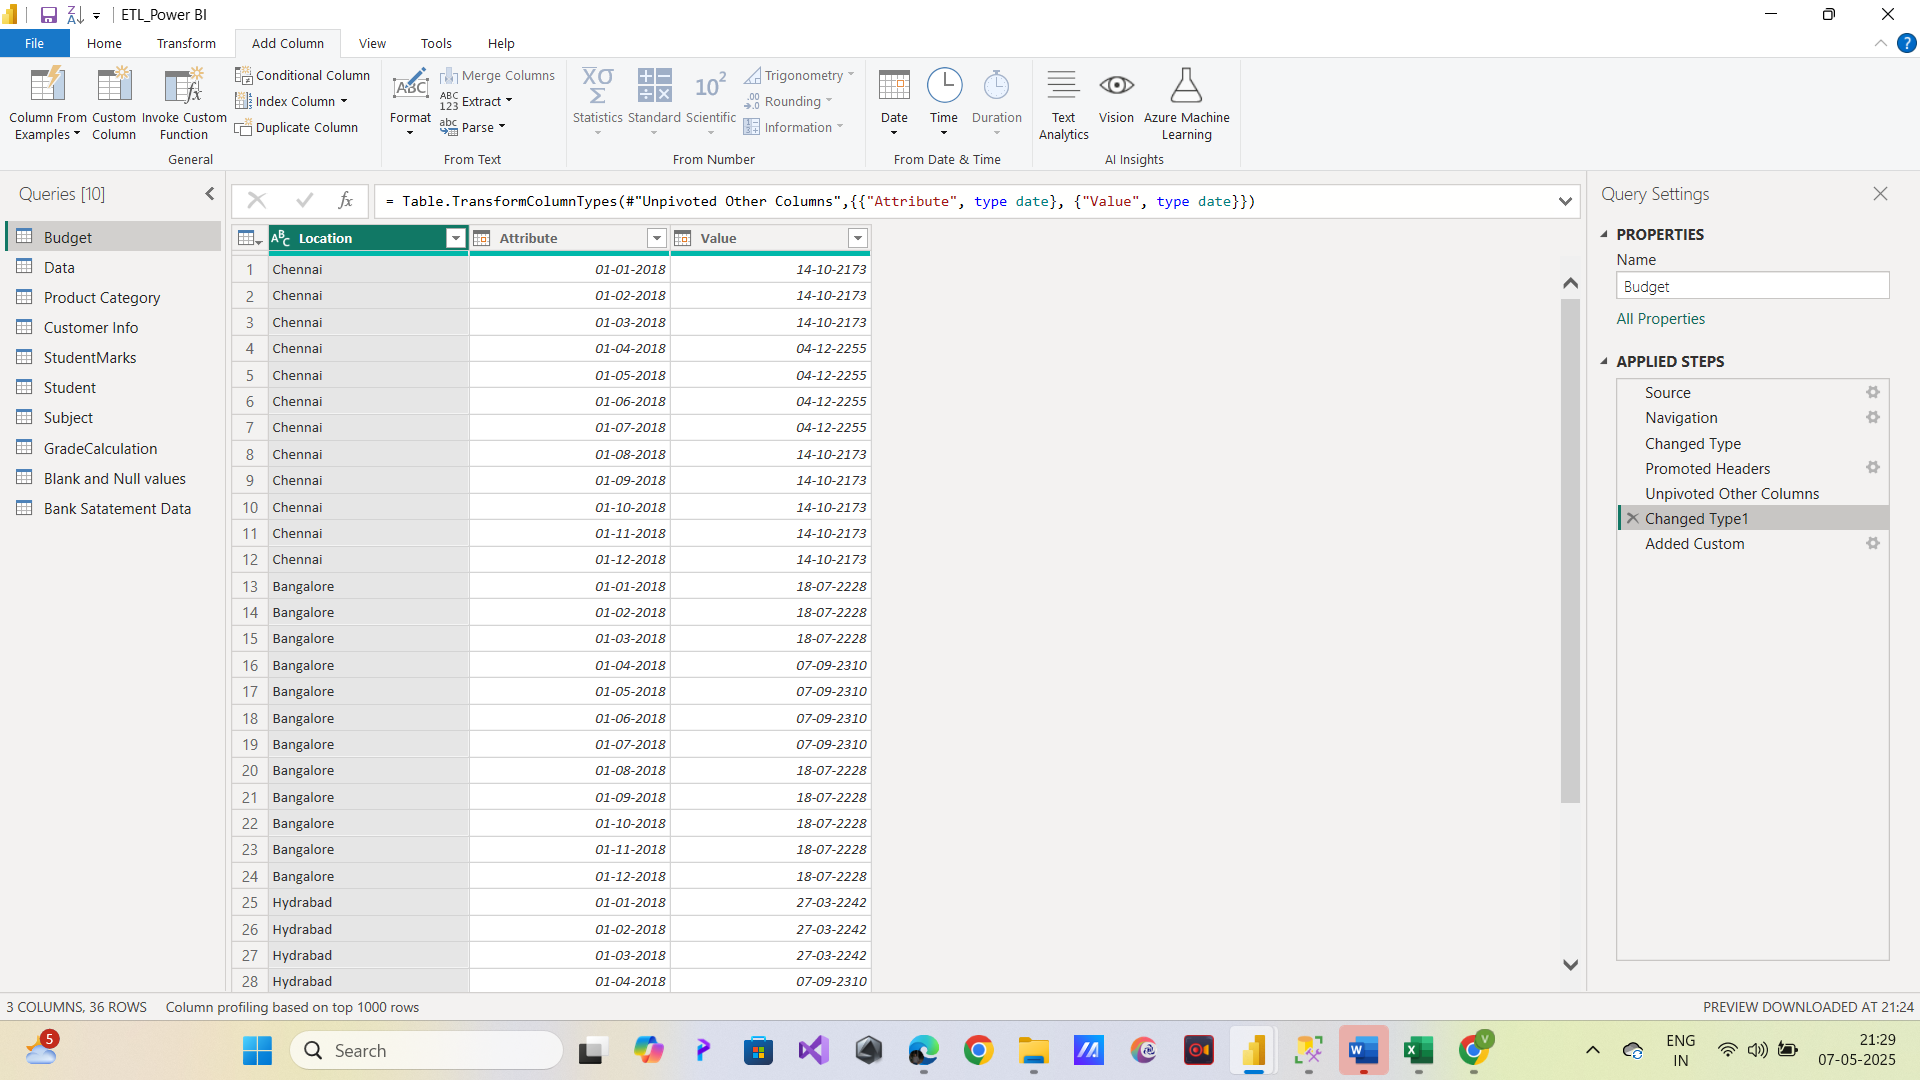 ETL_Power BI
File Home Transform Add Column View Tools Help
Column From Examples
Custom Column
Invoke Custom Function
Conditional Column
Index Column
Duplicate Column
General
Format
Merge Columns
Extract
Parse
From Text
Statistics
Standard
Scientific
Trigonometry
Rounding
Information
From Number
Date
Time
Duration
From Date & Time
Text Analytics
Vision
Azure Machine Learning
AI Insights
Queries [10]
Budget
Data
Product Category
Customer Info
StudentMarks
Student
Subject
GradeCalculation
Blank and Null values
Bank Satatement Data
fx
= Table.TransformColumnTypes(#"Unpivoted Other Columns",{{"Attribute", type date}, {"Value", type date}})
Location Attribute Value
1 Chennai 01-01-2018 14-10-2173
2 Chennai 01-02-2018 14-10-2173
3 Chennai 01-03-2018 14-10-2173
4 Chennai 01-04-2018 04-12-2255
5 Chennai 01-05-2018 04-12-2255
6 Chennai 01-06-2018 04-12-2255
7 Chennai 01-07-2018 04-12-2255
8 Chennai 01-08-2018 14-10-2173
9 Chennai 01-09-2018 14-10-2173
10 Chennai 01-10-2018 14-10-2173
11 Chennai 01-11-2018 14-10-2173
12 Chennai 01-12-2018 14-10-2173
13 Bangalore 01-01-2018 18-07-2228
14 Bangalore 01-02-2018 18-07-2228
15 Bangalore 01-03-2018 18-07-2228
16 Bangalore 01-04-2018 07-09-2310
17 Bangalore 01-05-2018 07-09-2310
18 Bangalore 01-06-2018 07-09-2310
19 Bangalore 01-07-2018 07-09-2310
20 Bangalore 01-08-2018 18-07-2228
21 Bangalore 01-09-2018 18-07-2228
22 Bangalore 01-10-2018 18-07-2228
23 Bangalore 01-11-2018 18-07-2228
24 Bangalore 01-12-2018 18-07-2228
25 Hydrabad 01-01-2018 27-03-2242
26 Hydrabad 01-02-2018 27-03-2242
27 Hydrabad 01-03-2018 27-03-2242
28 Hydrabad 01-04-2018 07-09-2310
Query Settings
PROPERTIES
Name
Budget
All Properties
APPLIED STEPS
Source
Navigation
Changed Type
Promoted Headers
Unpivoted Other Columns
Changed Type1
Added Custom
3 COLUMNS, 36 ROWS Column profiling based on top 1000 rows PREVIEW DOWNLOADED AT 21:24
5
Search
ENG
IN
21:29
07-05-2025